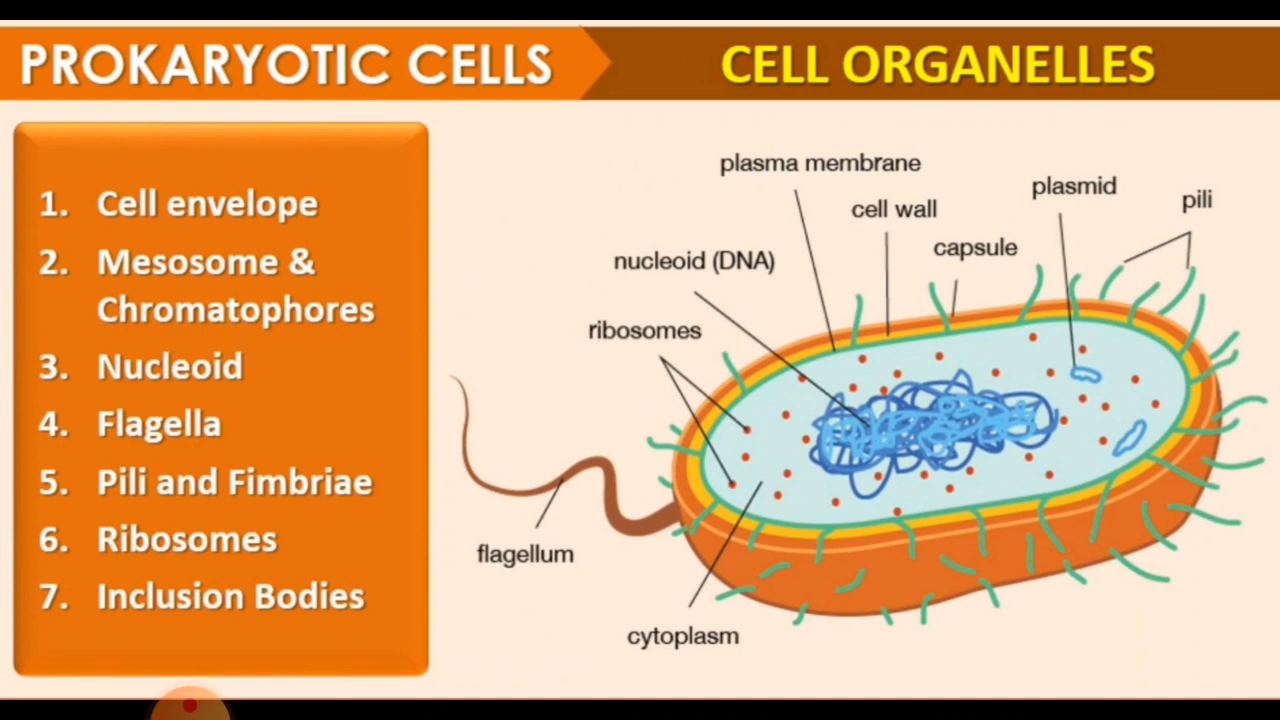 PROKARYOTIC CELLS
CELL ORGANELLES
1. Cell envelope
2. Mesosome &
Chromatophores
3. Nucleoid
4. Flagella
5. Pili and Fimbriae
6. Ribosomes
7. Inclusion Bodies
plasma membrane
cell wall
plasmid
pili
capsule
nucleoid (DNA)
ribosomes
flagellum
cytoplasm